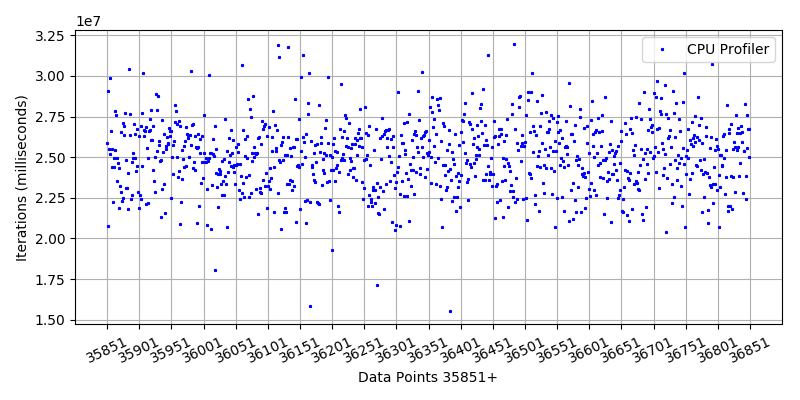 1e7
CPU Profiler
3.25
3.00
2.75
2.50
2.25
2.00
1.75
1.50
Iterations (milliseconds)
35851 35901 35951 36001 36051 36101 36151 36201 36251 36301 36351 36401 36451 36501 36551 36601 36651 36701 36751 36801 36851
Data Points 35851+